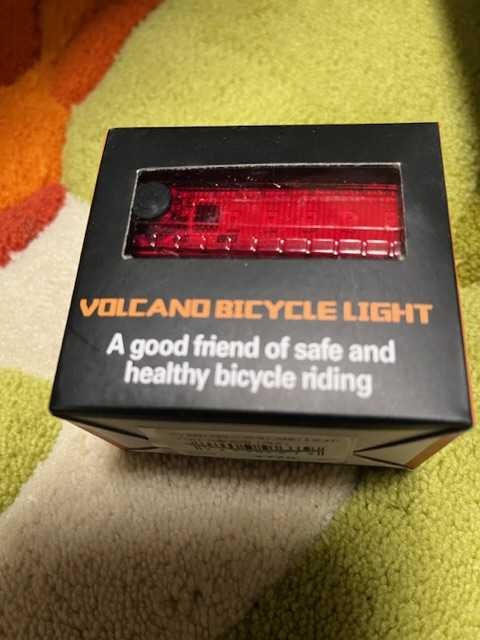 VOLCANO BICYCLE LIGHT
A good friend of safe and
healthy bicycle riding